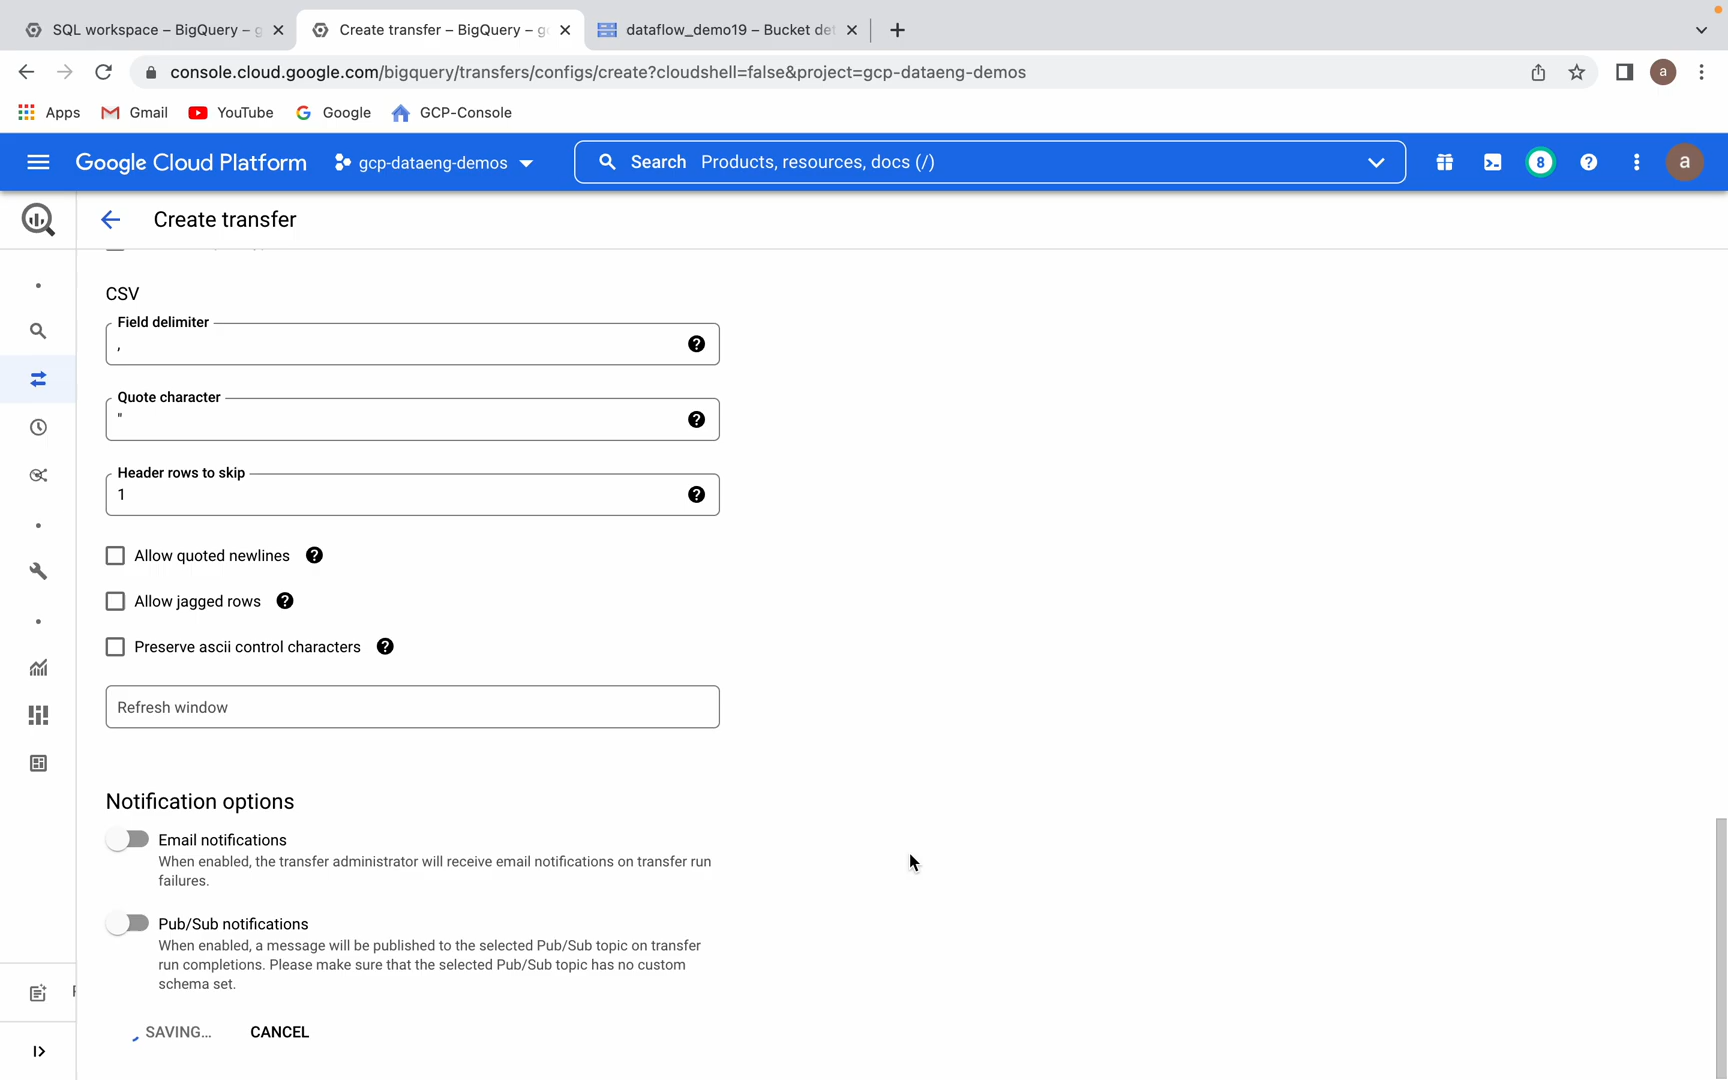 SQL workspace – BigQuery – g
Create transfer – BigQuery – g
dataflow_demo19 – Bucket det
console.cloud.google.com/bigquery/transfers/configs/create?cloudshell=false&project=gcp-dataeng-demos
a
Apps
Gmail
YouTube
Google
GCP-Console
Google Cloud Platform
gcp-dataeng-demos
Search Products, resources, docs (/)
8
a
Create transfer
CSV
Field delimiter
,
Quote character
"
Header rows to skip
1
Allow quoted newlines
Allow jagged rows
Preserve ascii control characters
Refresh window
Notification options
Email notifications
When enabled, the transfer administrator will receive email notifications on transfer run
failures.
Pub/Sub notifications
When enabled, a message will be published to the selected Pub/Sub topic on transfer
run completions. Please make sure that the selected Pub/Sub topic has no custom
schema set.
SAVING...
CANCEL